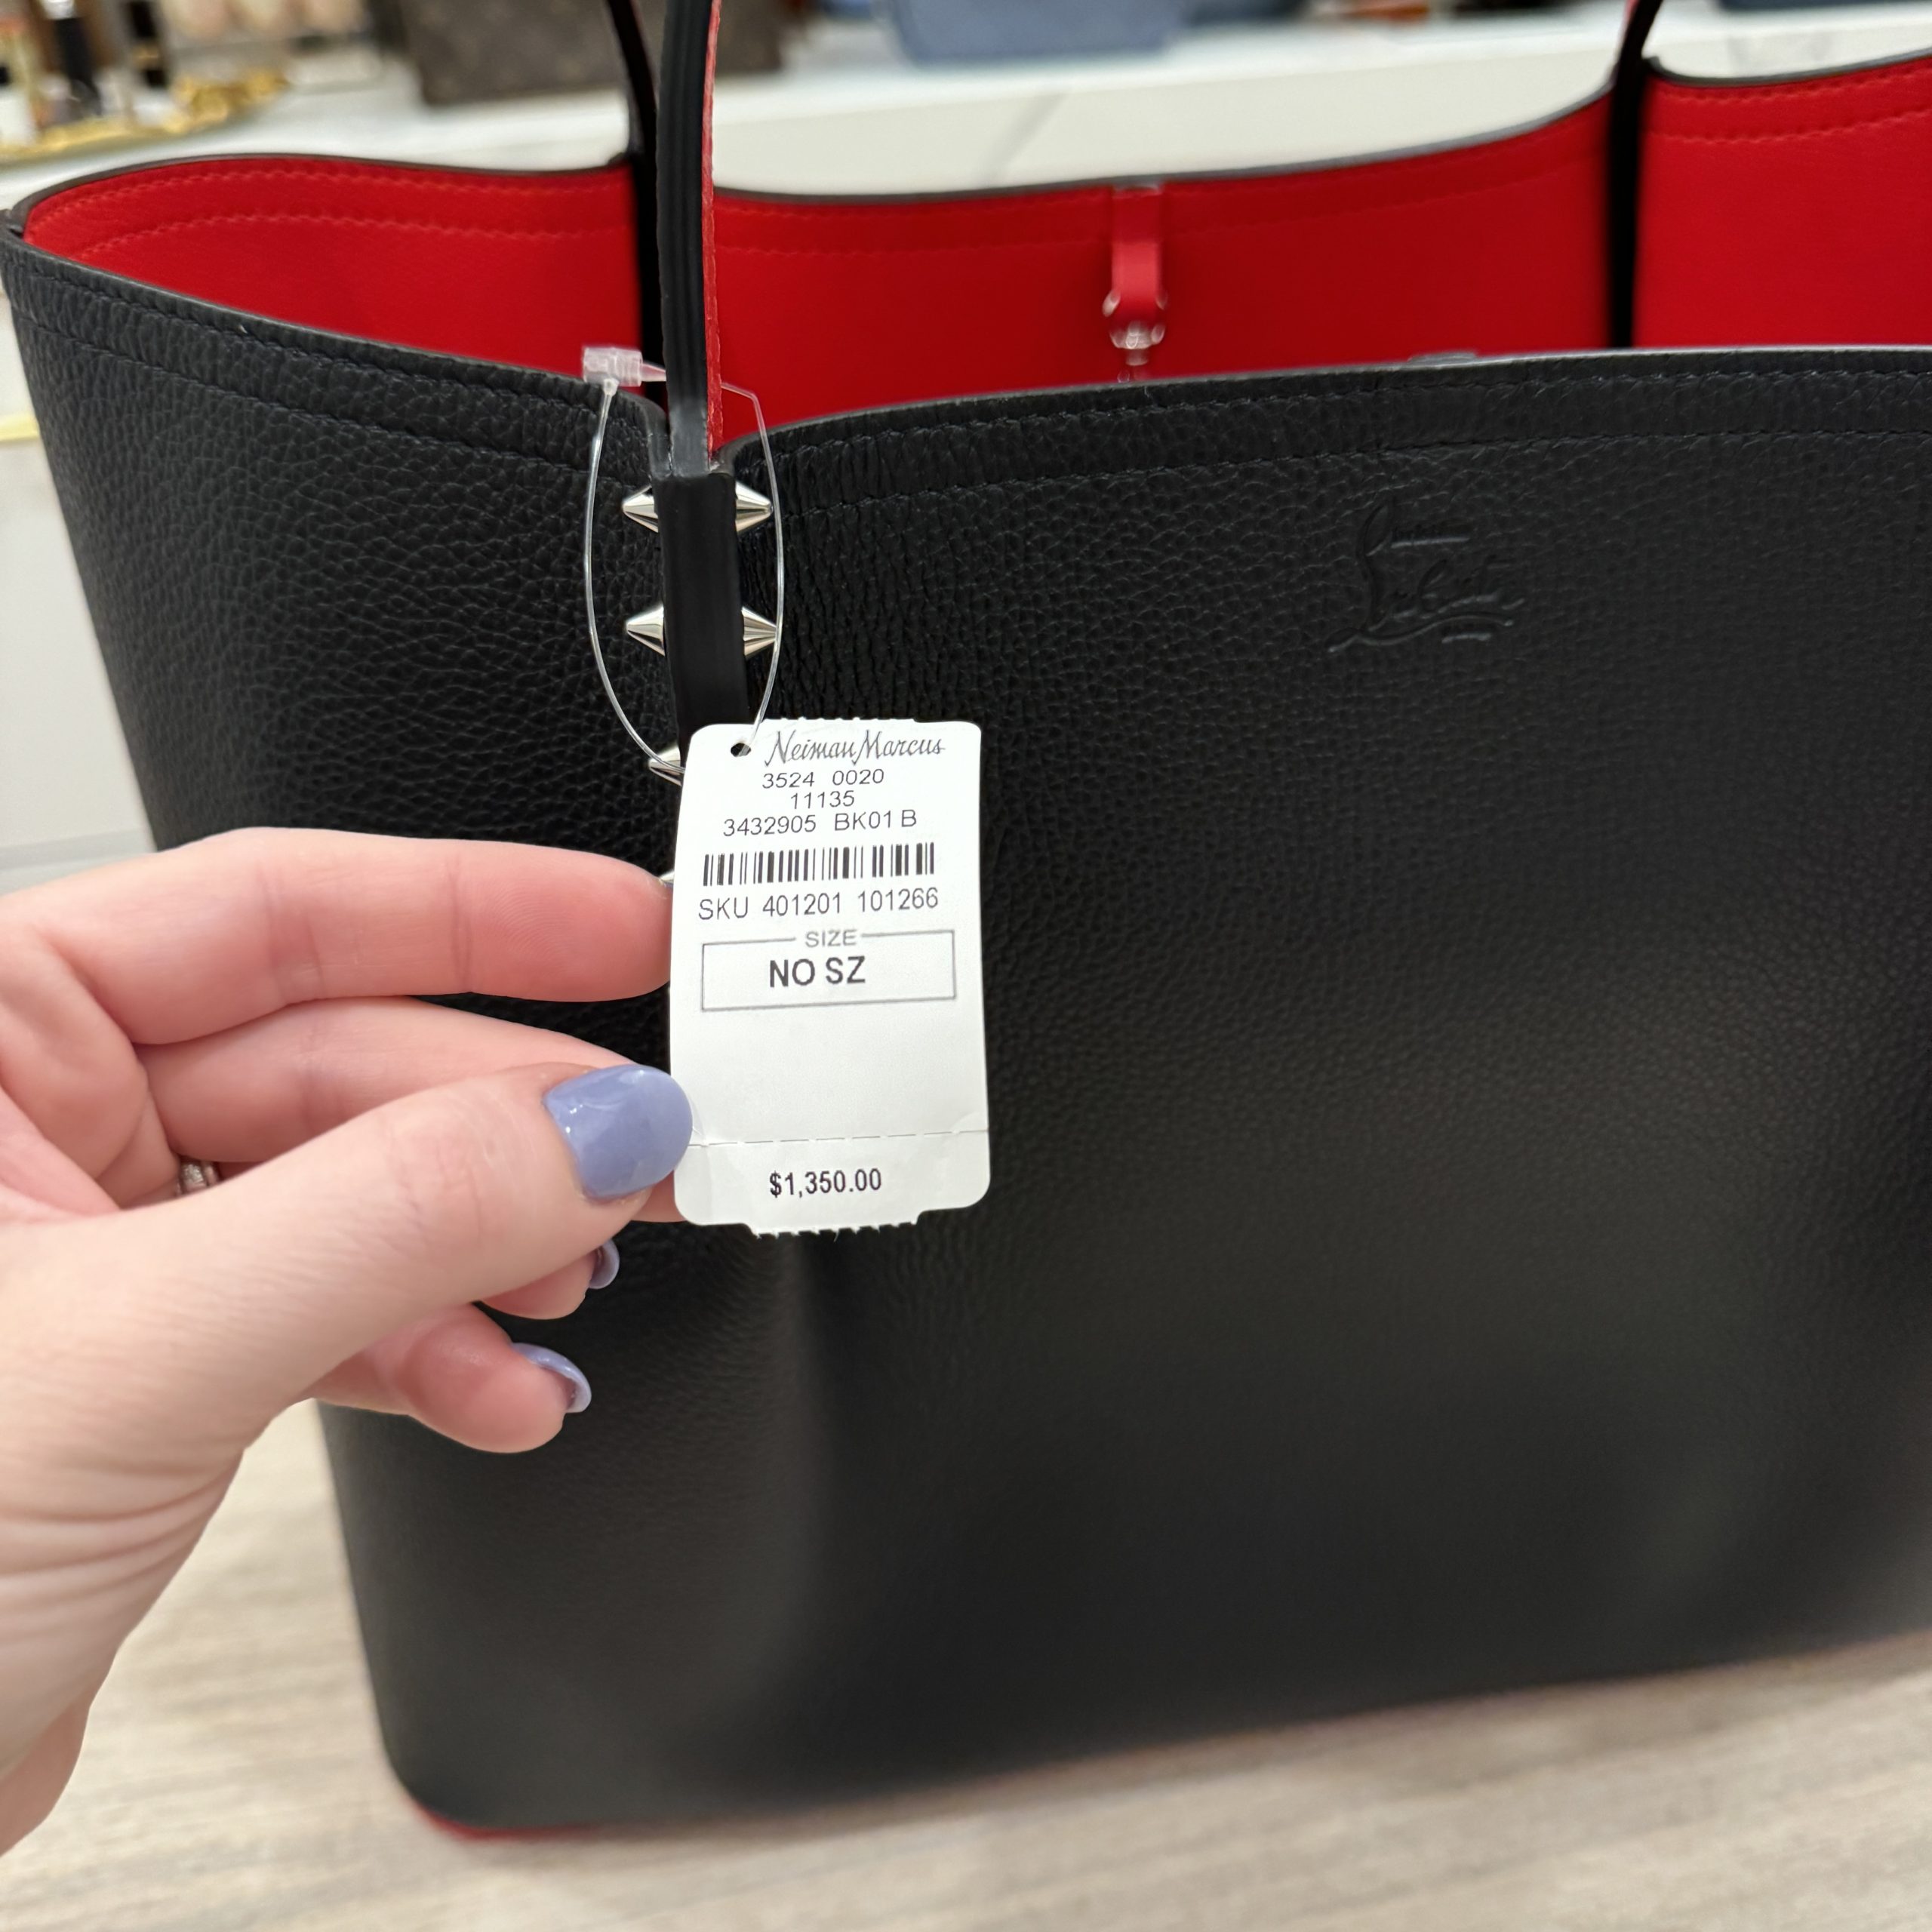 Neiman Marcus
3524 0020
11135
3432905 BK01 B
SKU 401201 101266
SIZE
NO SZ
$1,350.00